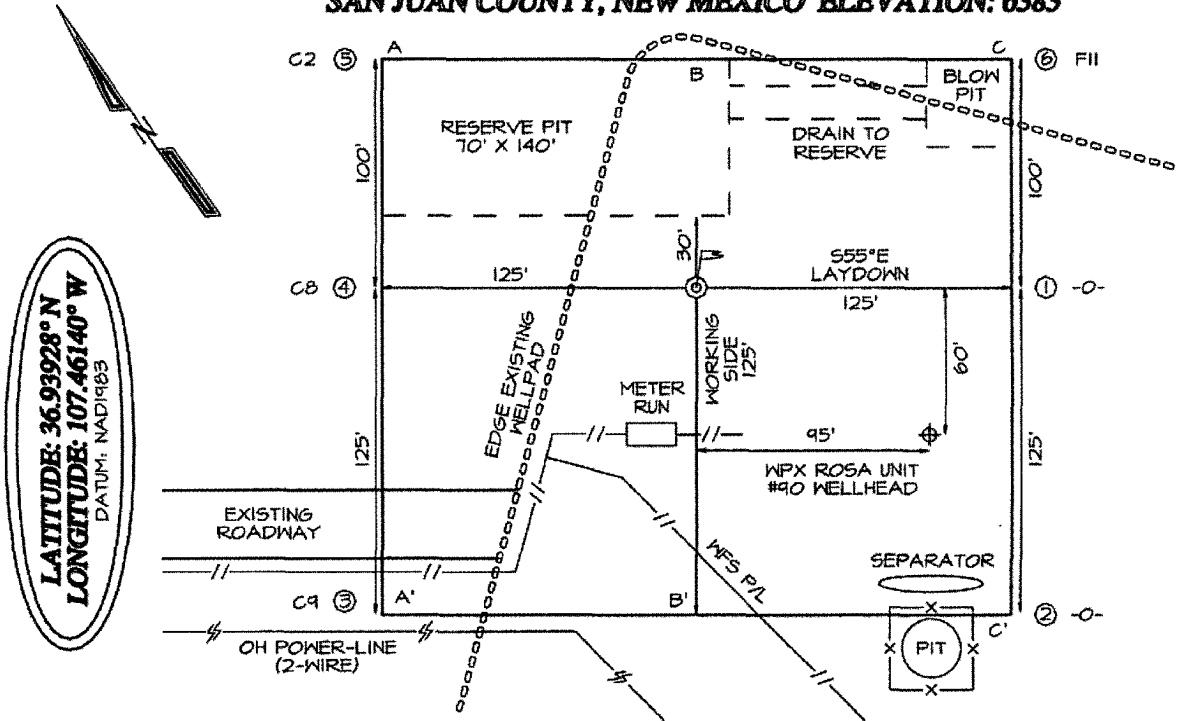 SAN JUAN COUNTY, NEW MEXICO ELEVATION: 6383'
C2 ⑤
A
B
C
⑥ F11
BLOW
PIT
RESERVE PIT
70' X 140'
DRAIN TO
RESERVE
N
100'
100'
30'
S55°E
LAYDOWN
125'
125'
C8 ④
① -0-
LATITUDE: 36.93928° N
LONGITUDE: 107.46140° W
DATUM: NAD1983
EDGE EXISTING
WELLPAD
WORKING
SIDE
125'
60'
METER
RUN
95'
125'
125'
WPX ROSA UNIT
#90 WELLHEAD
EXISTING
ROADWAY
WFS P/L
SEPARATOR
C9 ③
A'
B'
C'
② -0-
OH POWER-LINE
(2-WIRE)
PIT